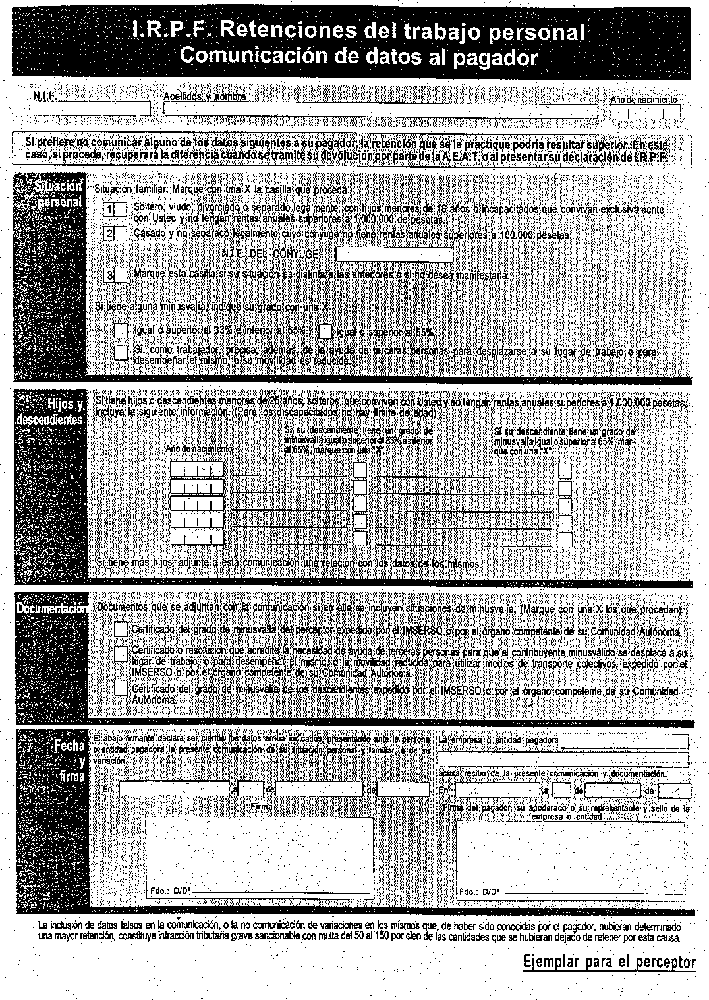 I.R.P.F. Retenciones del trabajo personal
Comunicación de datos al pagador
N.I.F.
Apellidos y nombre
Año de nacimiento
Si prefiere no comunicar alguno de los datos siguientes a su pagador, la retención que se le practique podría resultar superior. En este
caso, si procede, recuperará la diferencia cuando se tramite su devolución por parte de la A.E.A.T. o al presentar su declaración de I.R.P.F.
Situación
personal
Situación familiar. Marque con una X la casilla que proceda
1 Soltero, viudo, divorciado o separado legalmente, con hijos menores de 18 años o incapacitados que convivan exclusivamente
con Usted y no tengan rentas anuales superiores a 1.000.000 de pesetas.
2 Casado y no separado legalmente cuyo cónyuge no tiene rentas anuales superiores a 100.000 pesetas.
N.I.F. DEL CÓNYUGE
3 Marque esta casilla si su situación es distinta a las anteriores o si no desea manifestarla.
Si tiene alguna minusvalía, indique su grado con una X
Igual o superior al 33% e inferior al 65% Igual o superior al 65%
Si, como trabajador, precisa, además, de la ayuda de terceras personas para desplazarse a su lugar de trabajo o para
desempeñar el mismo, o su movilidad es reducida.
Hijos y
descendientes
Si tiene hijos o descendientes menores de 25 años, solteros, que convivan con Usted y no tengan rentas anuales superiores a 1.000.000 pesetas,
incluya la siguiente información. (Para los discapacitados no hay límite de edad)
Año de nacimiento
Si su descendiente tiene un grado de
minusvalía igual o superior al 33% e inferior
al 65%, marque con una "X".
Si su descendiente tiene un grado de
minusvalía igual o superior al 65%, mar-
que con una "X".
Si tiene más hijos, adjunte a esta comunicación una relación con los datos de los mismos.
Documentación
Documentos que se adjuntan con la comunicación si en ella se incluyen situaciones de minusvalía. (Marque con una X los que procedan).
Certificado del grado de minusvalía del perceptor expedido por el IMSERSO o por el órgano competente de su Comunidad Autónoma.
Certificado o resolución que acredite la necesidad de ayuda de terceras personas para que el contribuyente minusválido se desplace a su
lugar de trabajo, o para desempeñar el mismo, o la movilidad reducida para utilizar medios de transporte colectivos, expedido por el
IMSERSO o por el órgano competente de su Comunidad Autónoma.
Certificado del grado de minusvalía de los descendientes expedido por el IMSERSO o por el órgano competente de su Comunidad
Autónoma.
Fecha
y
firma
El abajo firmante declara ser ciertos los datos arriba indicados, presentando ante la persona
o entidad pagadora la presente comunicación de su situación personal y familiar, o de su
variación.
En ,a de de
Firma
Fdo.: D/Dª
La empresa o entidad pagadora
acusa recibo de la presente comunicación y documentación.
En ,a de de
Firma del pagador, su apoderado o su representante y sello de la
empresa o entidad
Fdo.: D/Dª
La inclusión de datos falsos en la comunicación, o la no comunicación de variaciones en los mismos que, de haber sido conocidas por el pagador, hubieran determinado
una mayor retención, constituye infracción tributaria grave sancionable con multa del 50 al 150 por cien de las cantidades que se hubieran dejado de retener por esta causa.
Ejemplar para el perceptor